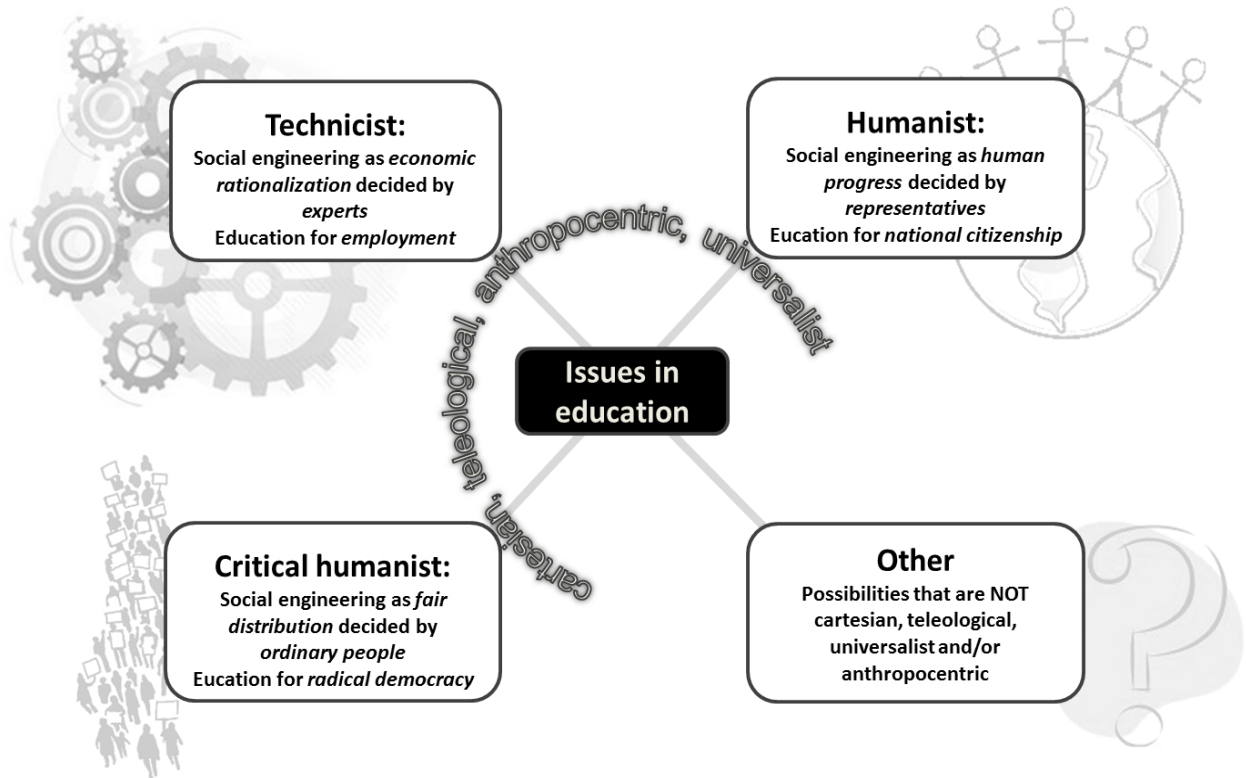 Technicist:
Social engineering as economic
rationalization decided by
experts
Education for employment
Humanist:
Social engineering as human
progress decided by
representatives
Eucation for national citizenship
cartesian, teleological, anthropocentric, universalist
Issues in
education
Critical humanist:
Social engineering as fair
distribution decided by
ordinary people
Eucation for radical democracy
Other
Possibilities that are NOT
cartesian, teleological,
universalist and/or
anthropocentric